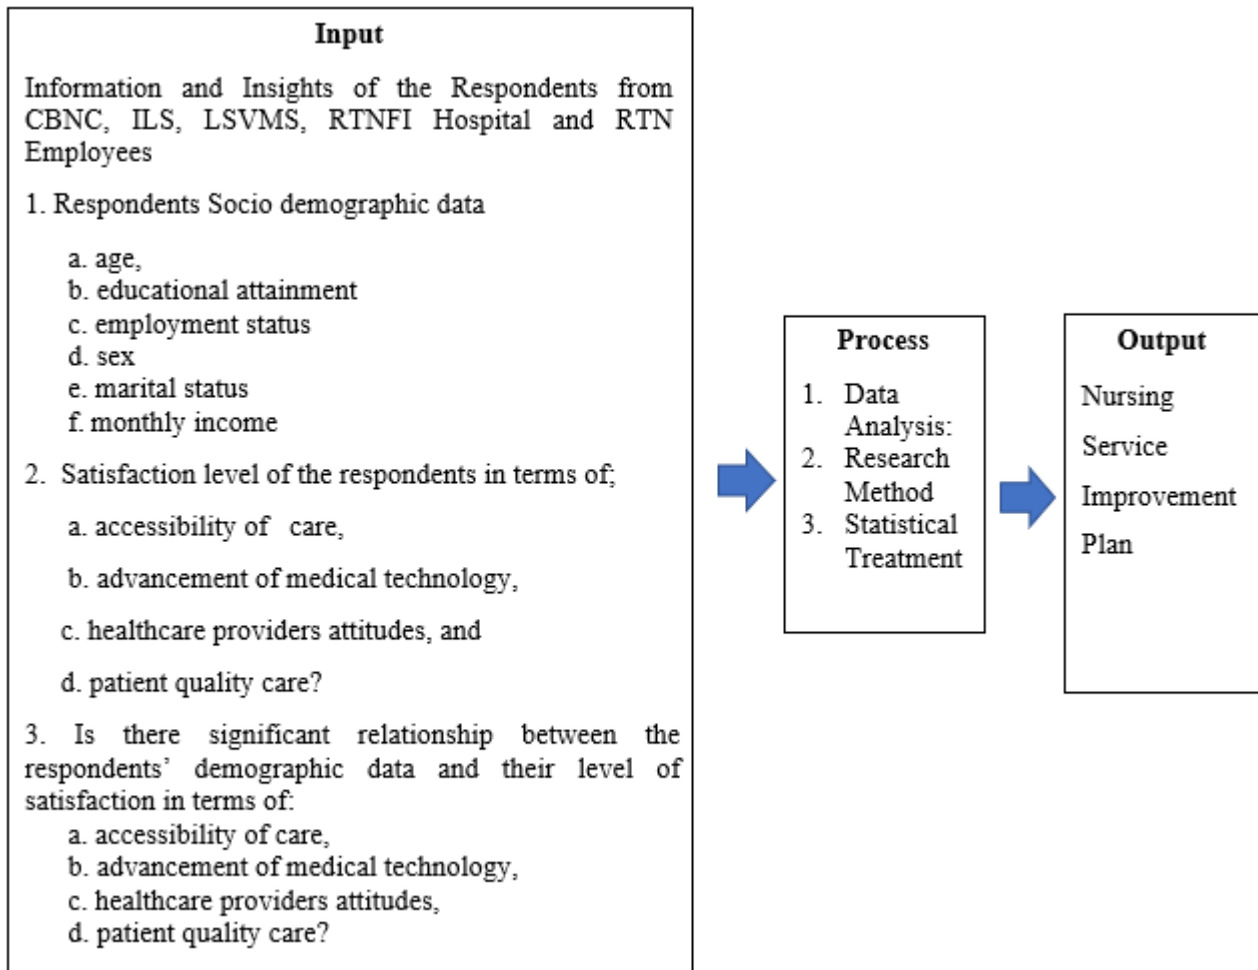 Input
Information and Insights of the Respondents from
CBNC, ILS, LSVMS, RTNFI Hospital and RTN
Employees
1. Respondents Socio demographic data
a. age,
b. educational attainment
c. employment status
d. sex
e. marital status
f. monthly income
2. Satisfaction level of the respondents in terms of;
a. accessibility of care,
b. advancement of medical technology,
c. healthcare providers attitudes, and
d. patient quality care?
3. Is there significant relationship between the
respondents’ demographic data and their level of
satisfaction in terms of:
a. accessibility of care,
b. advancement of medical technology,
c. healthcare providers attitudes,
d. patient quality care?
Process
1. Data
Analysis:
2. Research
Method
3. Statistical
Treatment
Output
Nursing
Service
Improvement
Plan